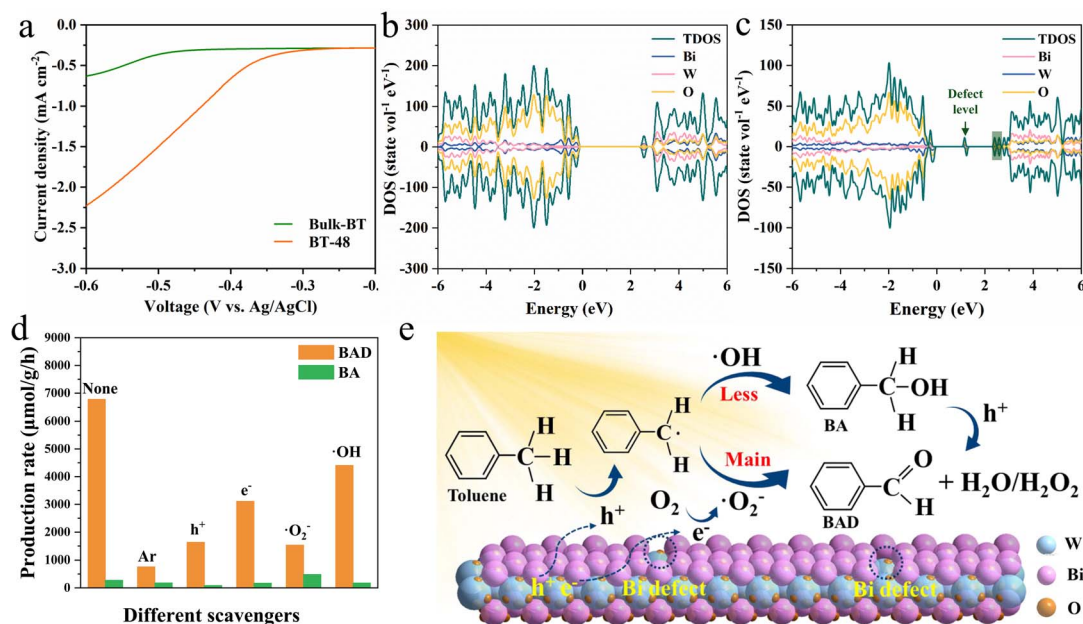 a
Current density (mA cm⁻²)
0.0
-0.5
-1.0
-1.5
-2.0
-2.5
-3.0
Bulk-BT
BT-48
-0.6 -0.5 -0.4 -0.3 -0.
Voltage (V vs. Ag/AgCl)
b
DOS (state vol⁻¹ eV⁻¹)
300
200
100
0
-100
-200
-300
TDOS
Bi
W
O
-6 -4 -2 0 2 4 6
Energy (eV)
c
DOS (state vol⁻¹ eV⁻¹)
150
100
50
0
-50
-100
-150
TDOS
Bi
W
O
Defect
level
-6 -4 -2 0 2 4 6
Energy (eV)
d
Production rate (μmol/g/h)
9000
8000
7000
6000
5000
4000
3000
2000
1000
0
BAD
BA
None
Ar
h⁺
e⁻
·O₂⁻
·OH
Different scavengers
e
·OH
Less
H
C OH
H
BA
h⁺
H
C H
H
Toluene
H
C·
H
Main
O
C
H
BAD
+ H₂O/H₂O₂
h⁺
O₂
·O₂⁻
e⁻
h⁺ e⁻
Bi defect
Bi defect
W
Bi
O